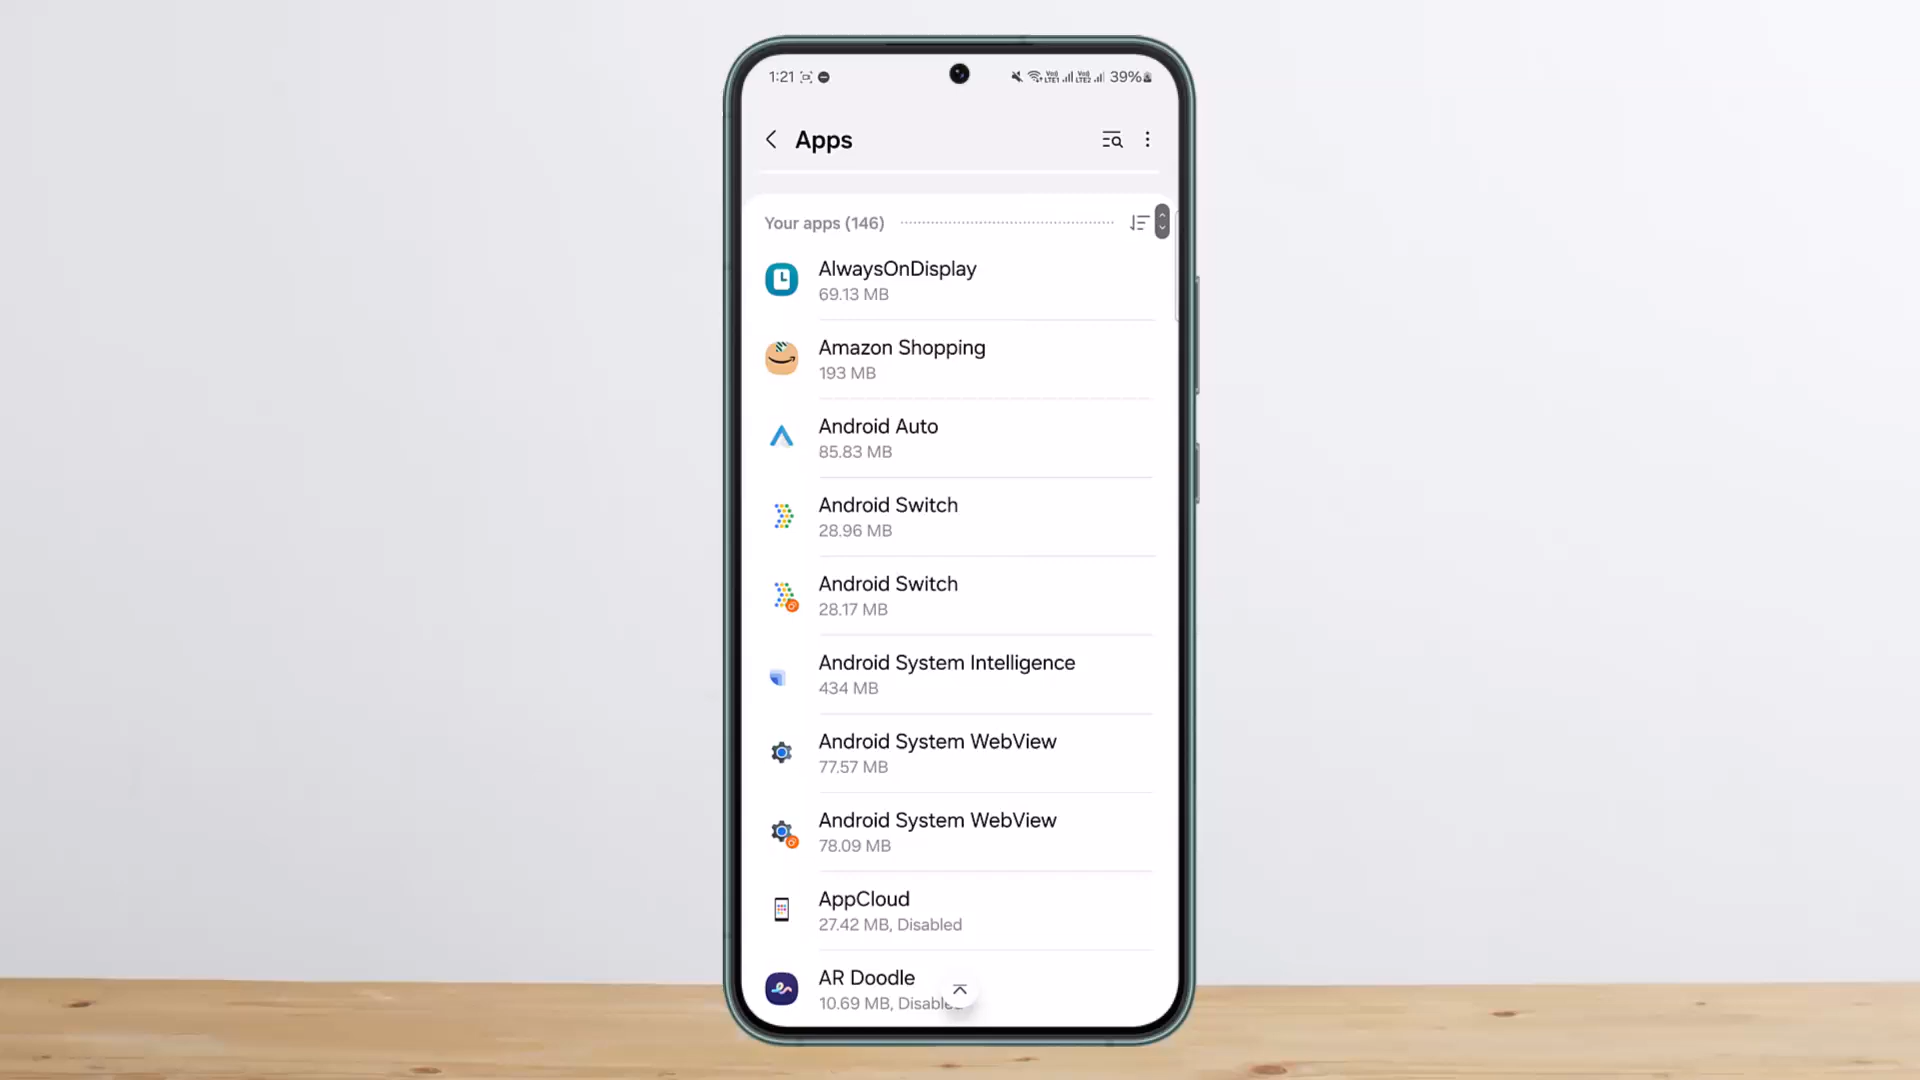 1:21 39%
Apps
Your apps (146)
AlwaysOnDisplay
69.13 MB
Amazon Shopping
193 MB
Android Auto
85.83 MB
Android Switch
28.96 MB
Android Switch
28.17 MB
Android System Intelligence
434 MB
Android System WebView
77.57 MB
Android System WebView
78.09 MB
AppCloud
27.42 MB, Disabled
AR Doodle
10.69 MB,